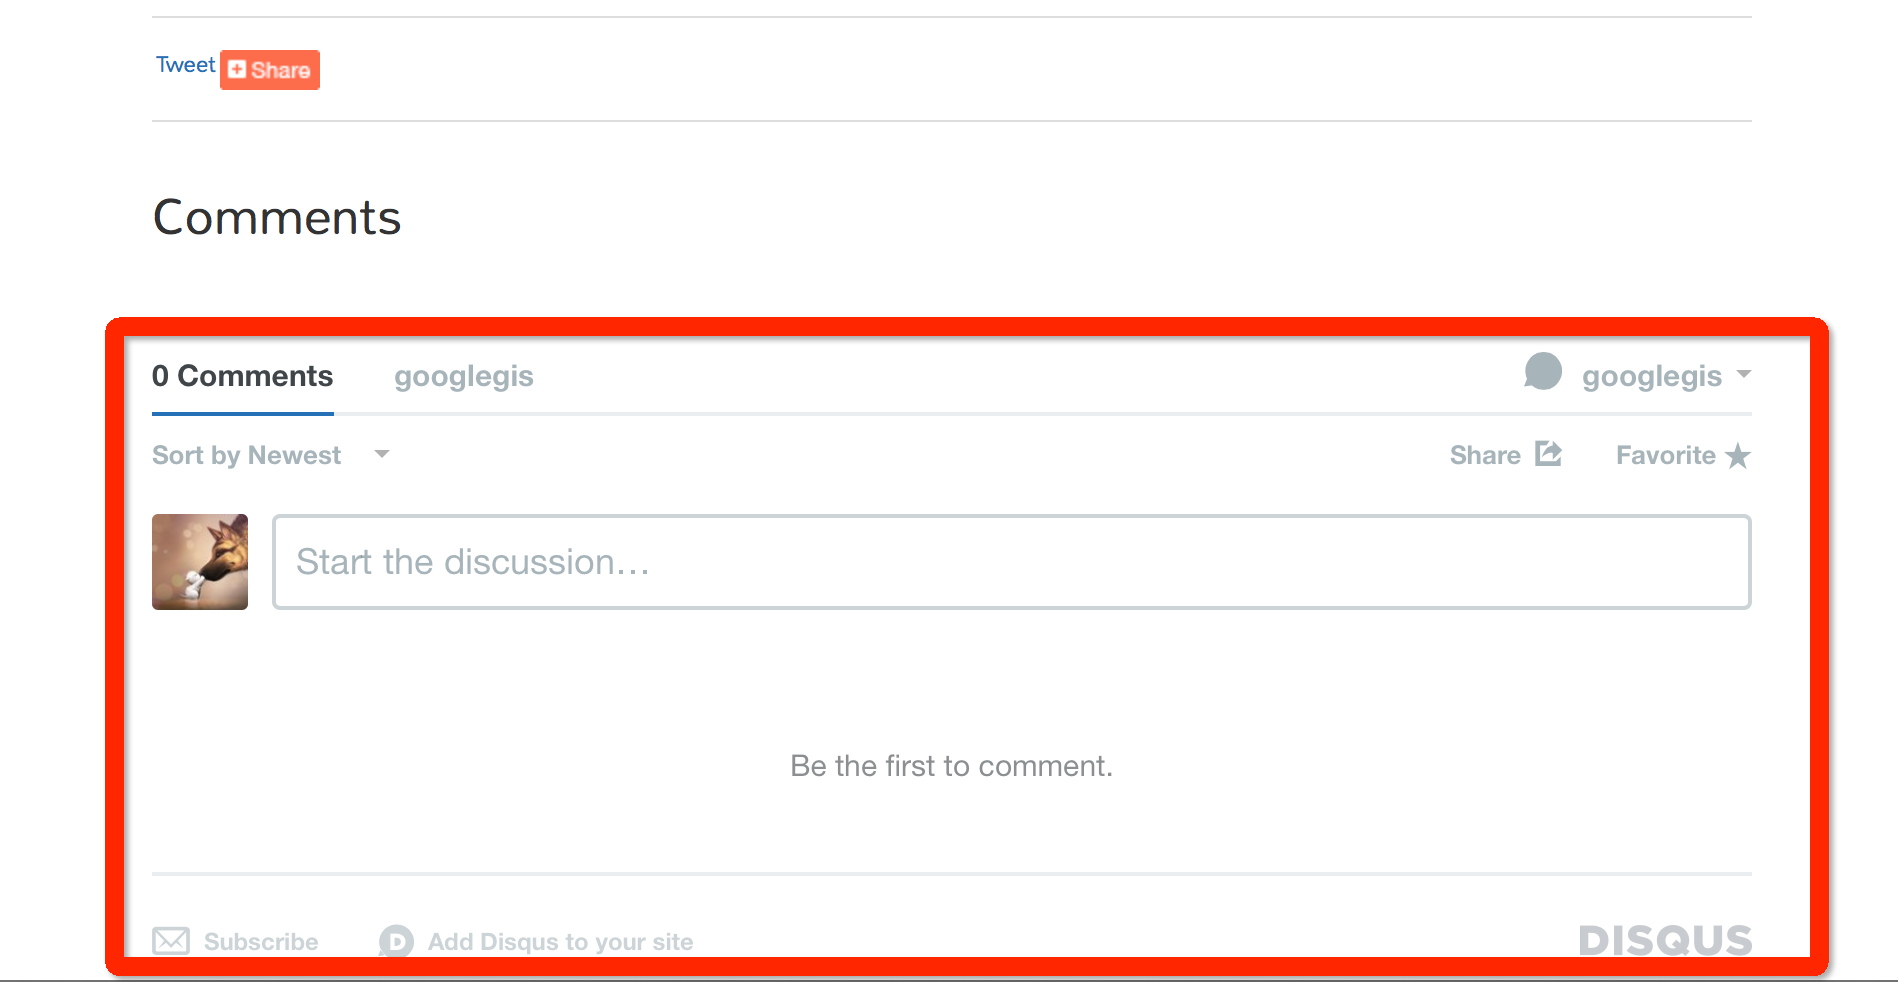 Tweet Share
Comments
0 Comments googlegis googlegis
Sort by Newest Share Favorite
Start the discussion…
Be the first to comment.
Subscribe D Add Disqus to your site DISQUS